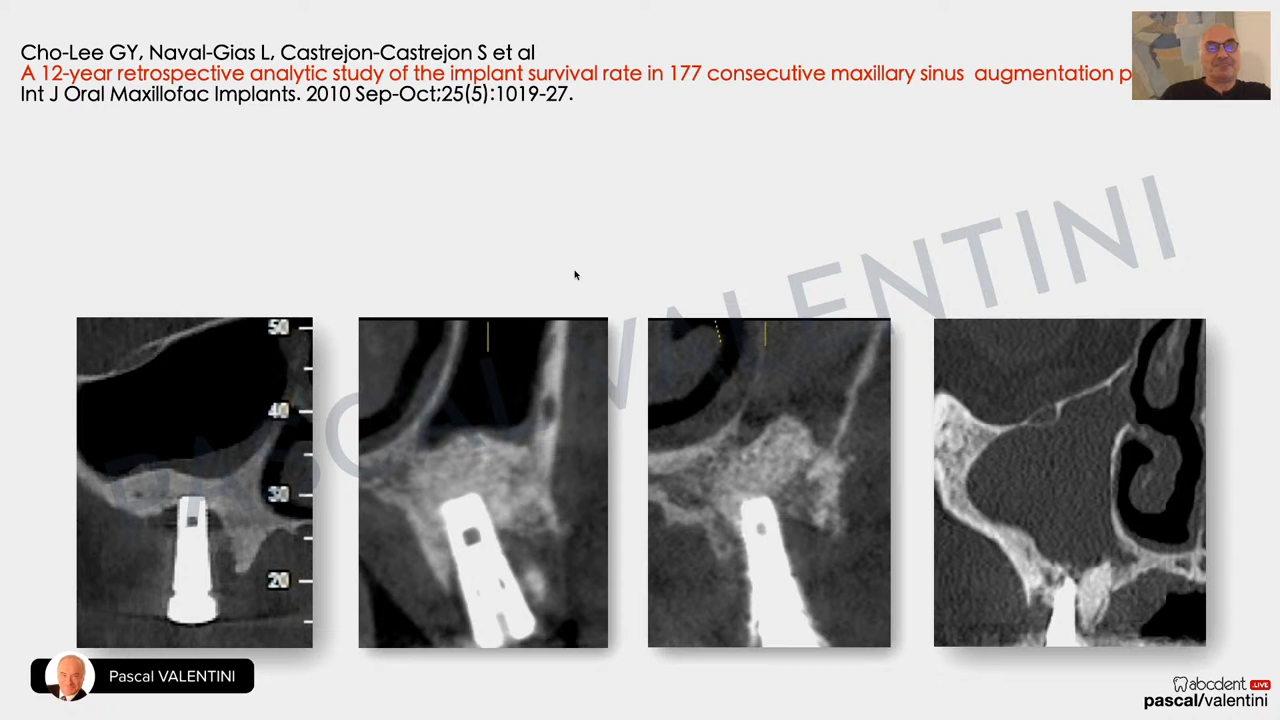 Cho-Lee GY, Naval-Gias L, Castrejon-Castrejon S et al
A 12-year retrospective analytic study of the implant survival rate in 177 consecutive maxillary sinus augmentation p
Int J Oral Maxillofac Implants. 2010 Sep-Oct;25(5):1019-27.
PASCAL VALENTINI
50
40
30
20
Pascal VALENTINI
abcdent .LIVE
pascal/valentini